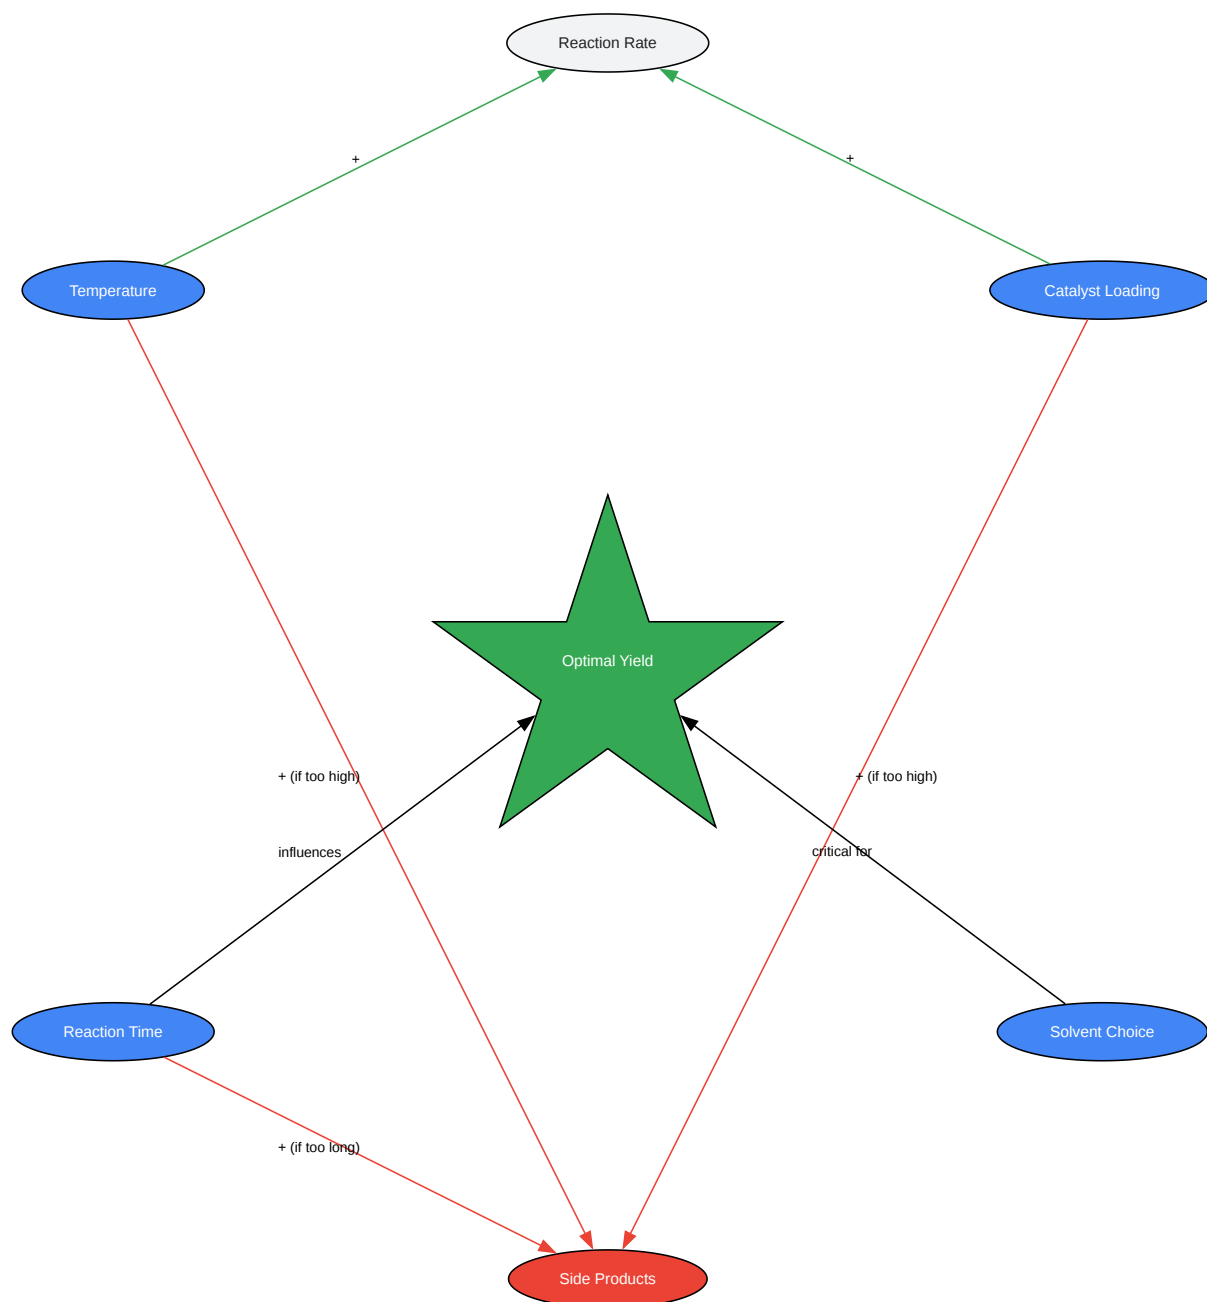 Reaction Rate
+
+
Temperature
Catalyst Loading
Optimal Yield
+ (if too high)
+ (if too high)
influences
critical for
Reaction Time
Solvent Choice
+ (if too long)
Side Products